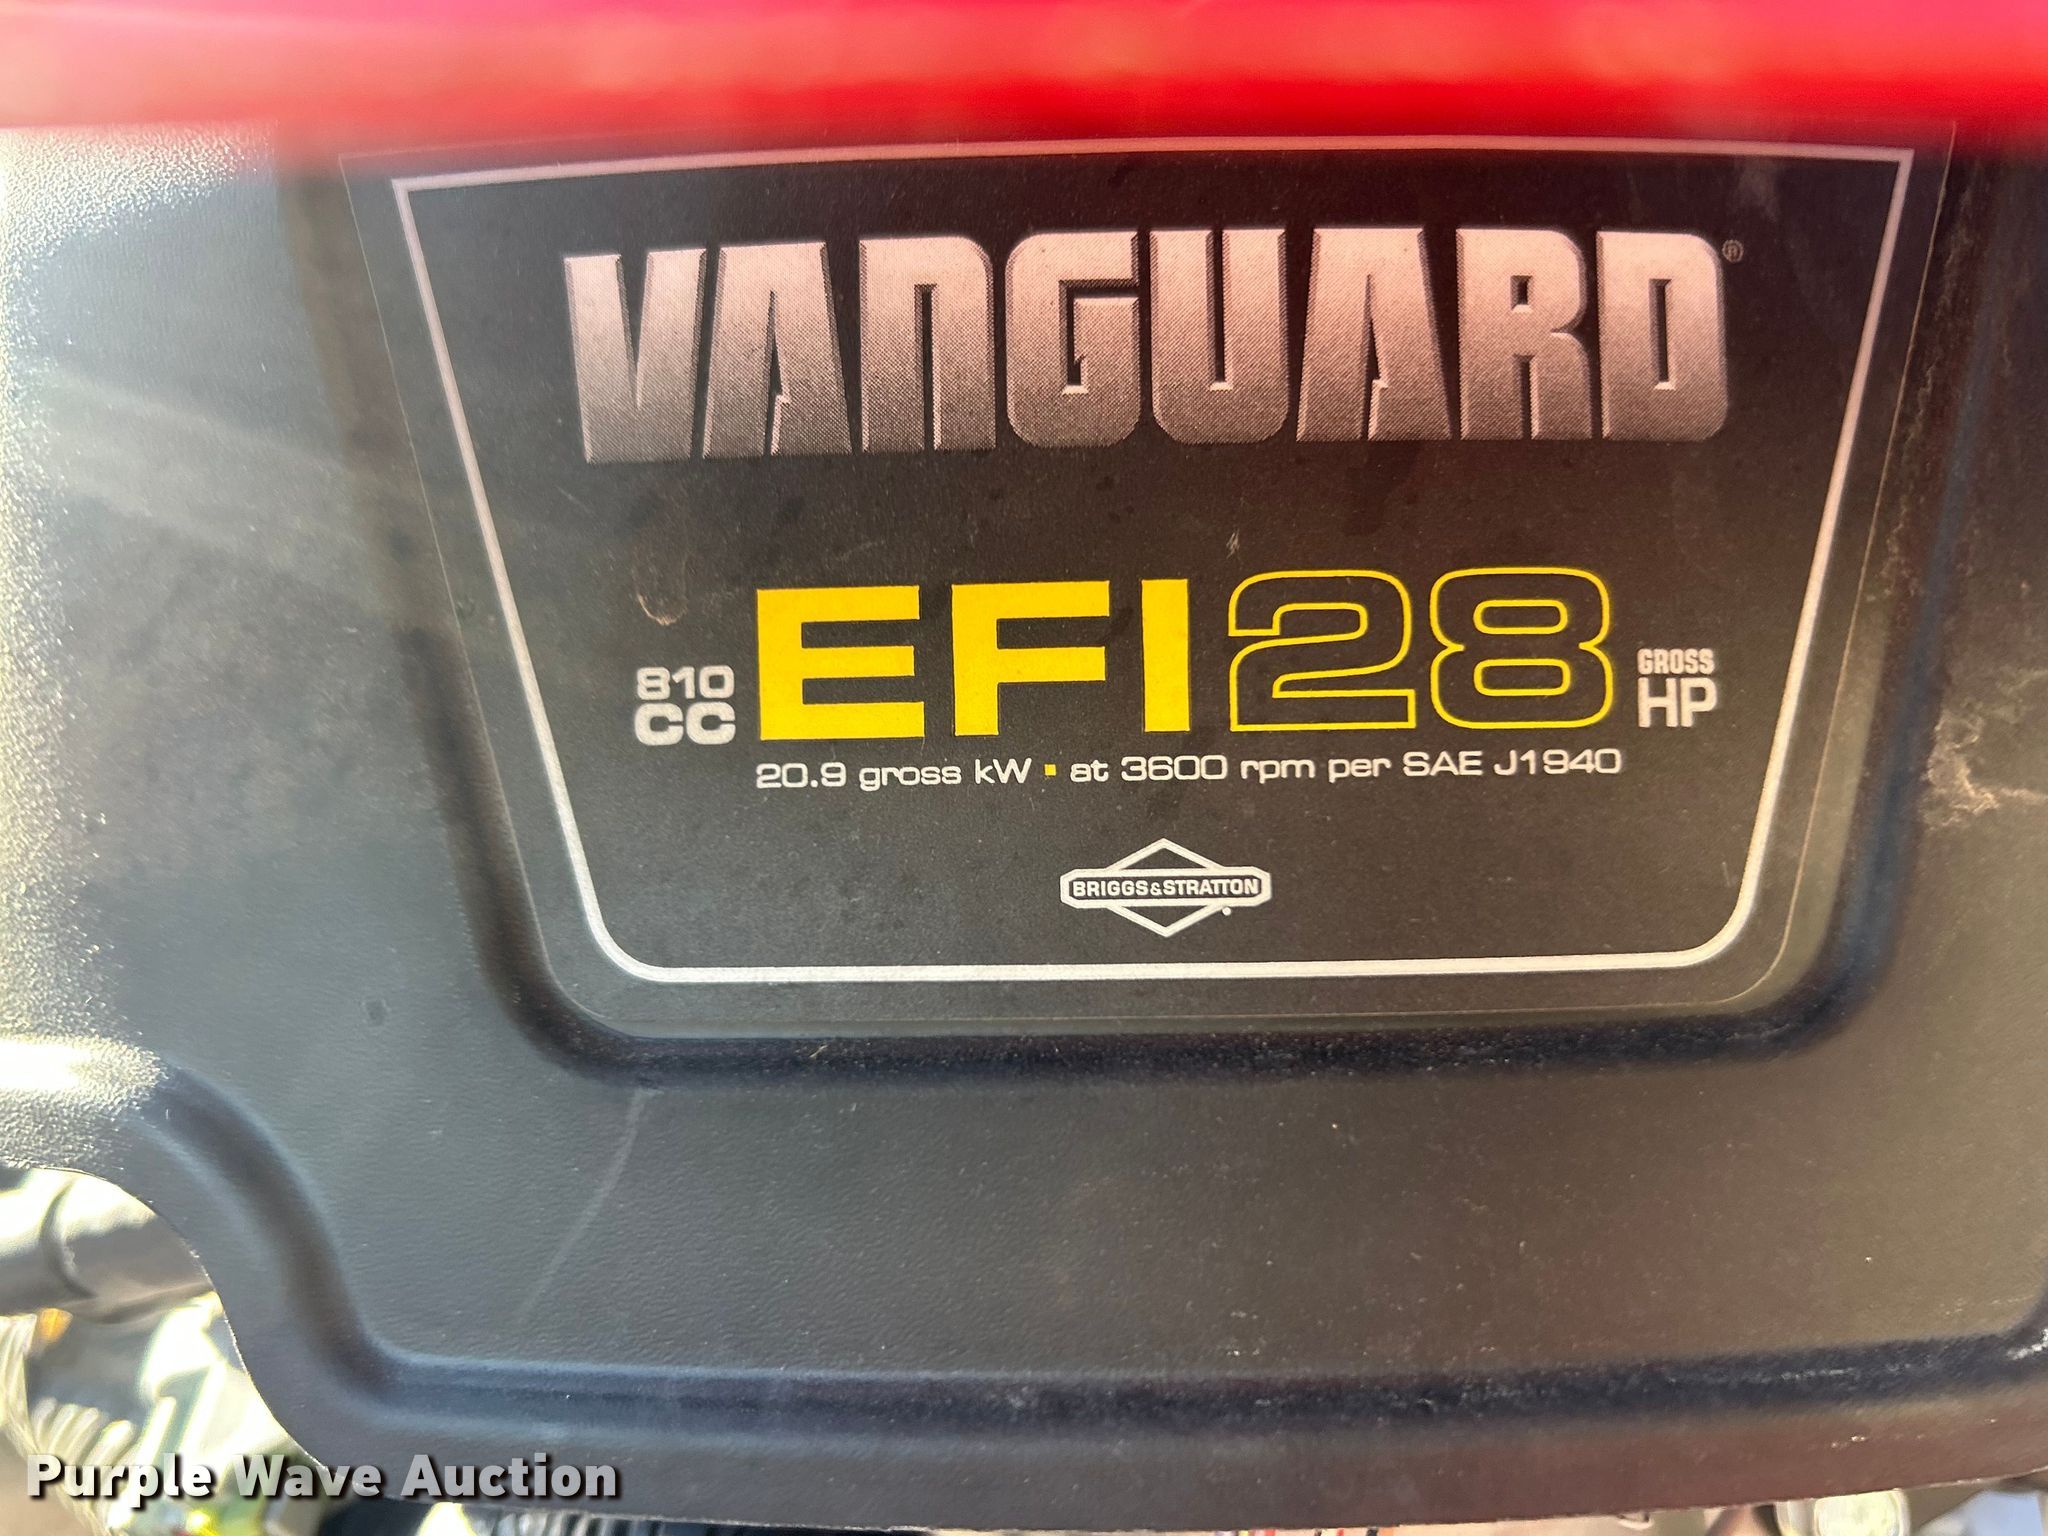 VANGUARD®
810 CC EFI 28 GROSS HP
20.9 gross kW ▪ at 3600 rpm per SAE J1940
BRIGGS&STRATTON
Purple Wave Auction